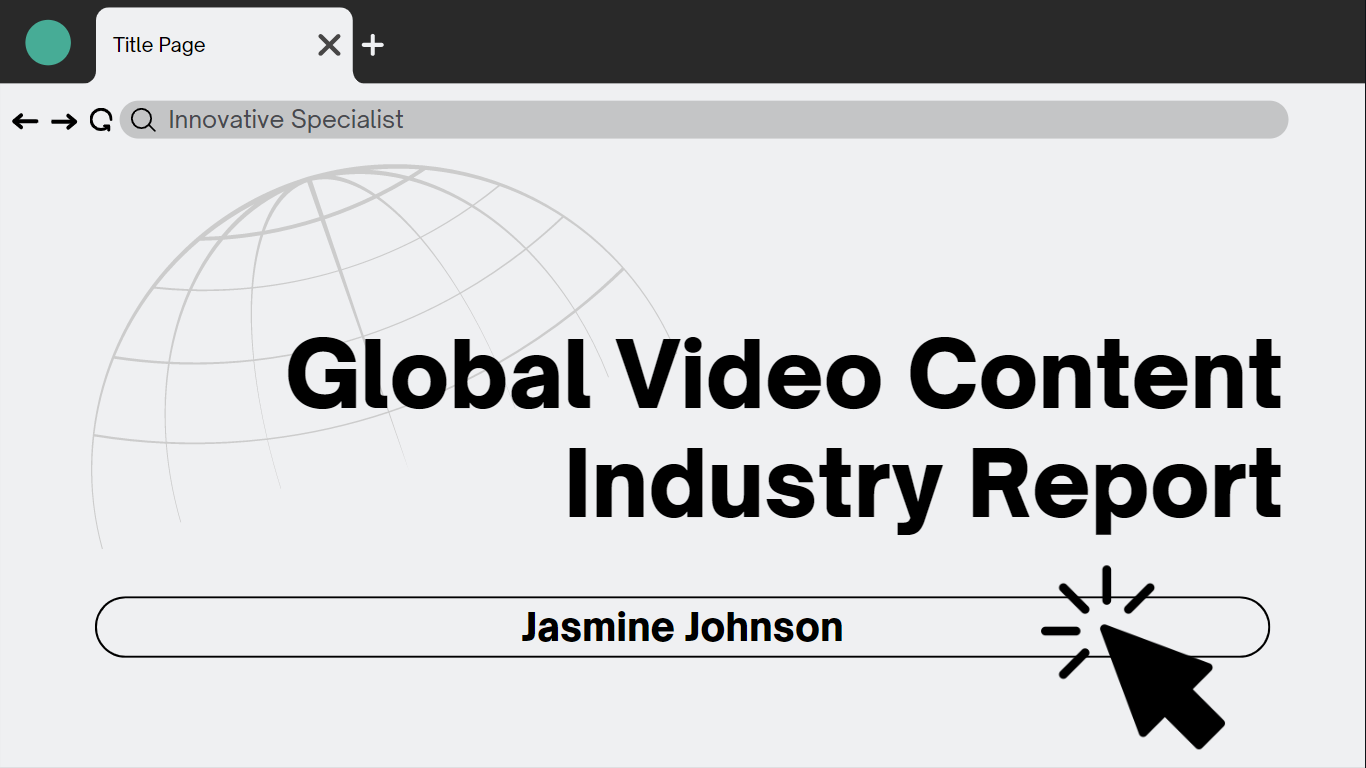 Title Page
Innovative Specialist
Global Video Content
Industry Report
Jasmine Johnson